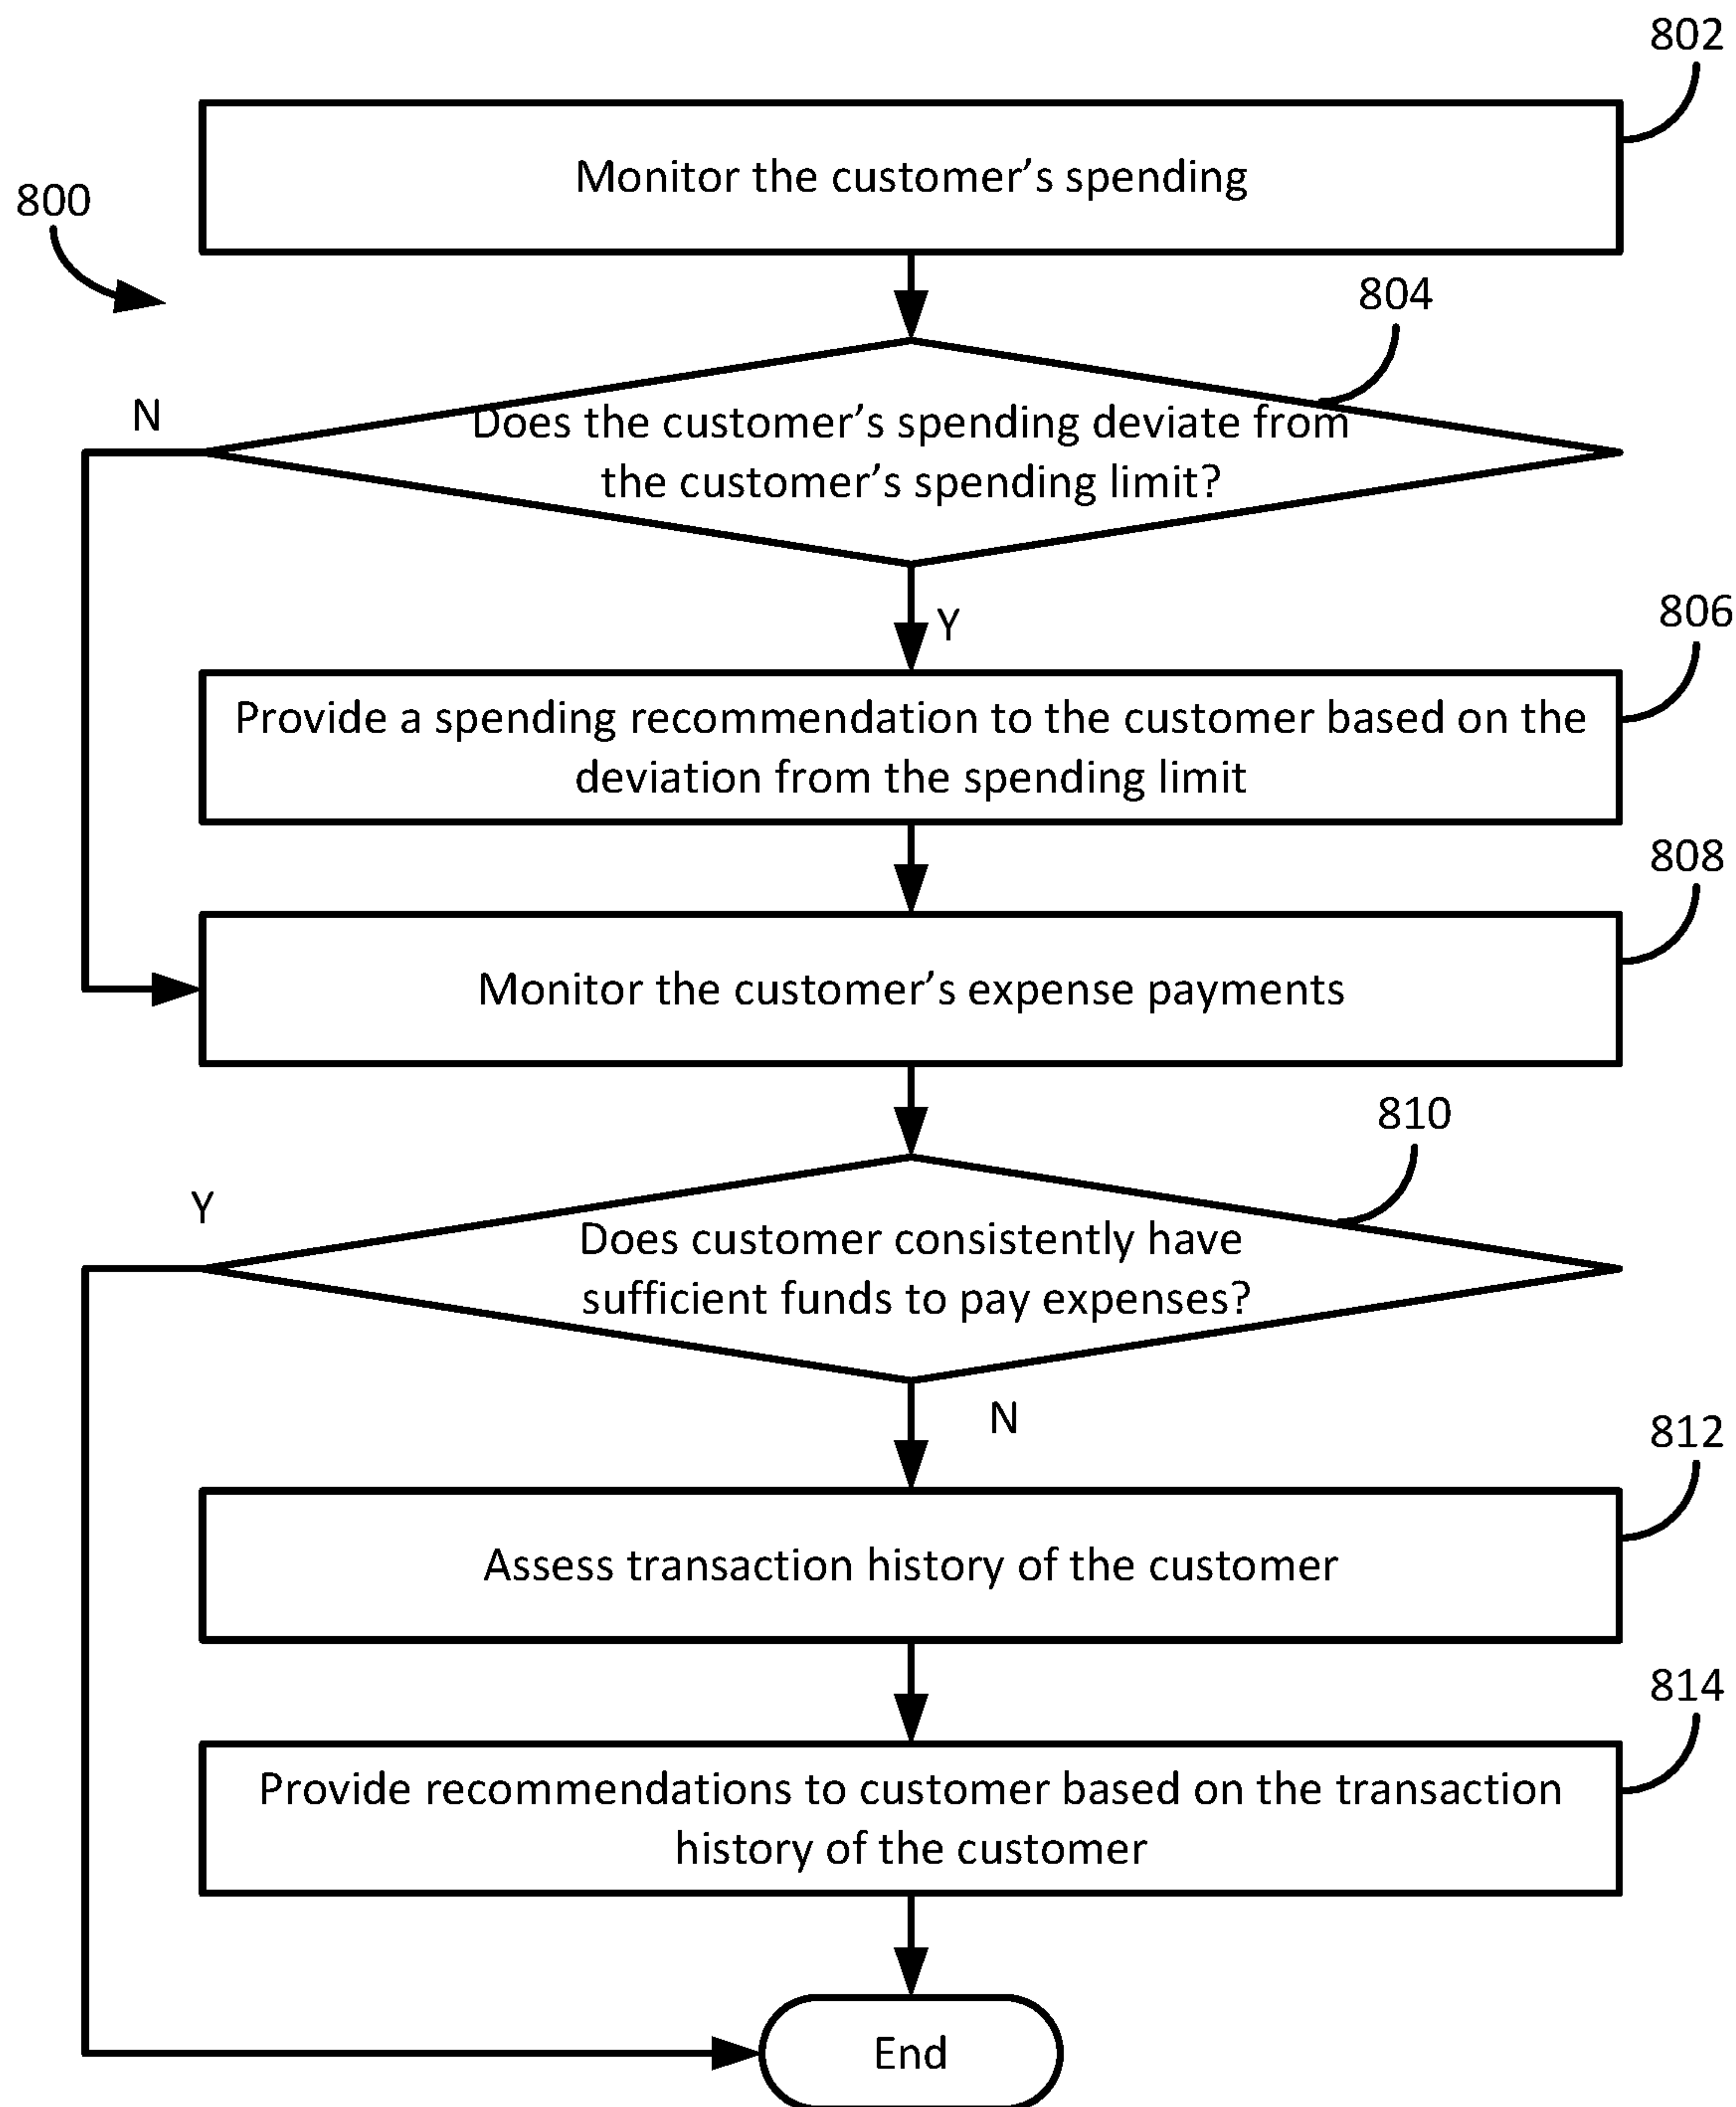 802
Monitor the customer’s spending
800
804
N
Does the customer’s spending deviate from
the customer’s spending limit?
Y
806
Provide a spending recommendation to the customer based on the
deviation from the spending limit
808
Monitor the customer’s expense payments
810
Y
Does customer consistently have
sufficient funds to pay expenses?
N
812
Assess transaction history of the customer
814
Provide recommendations to customer based on the transaction
history of the customer
End